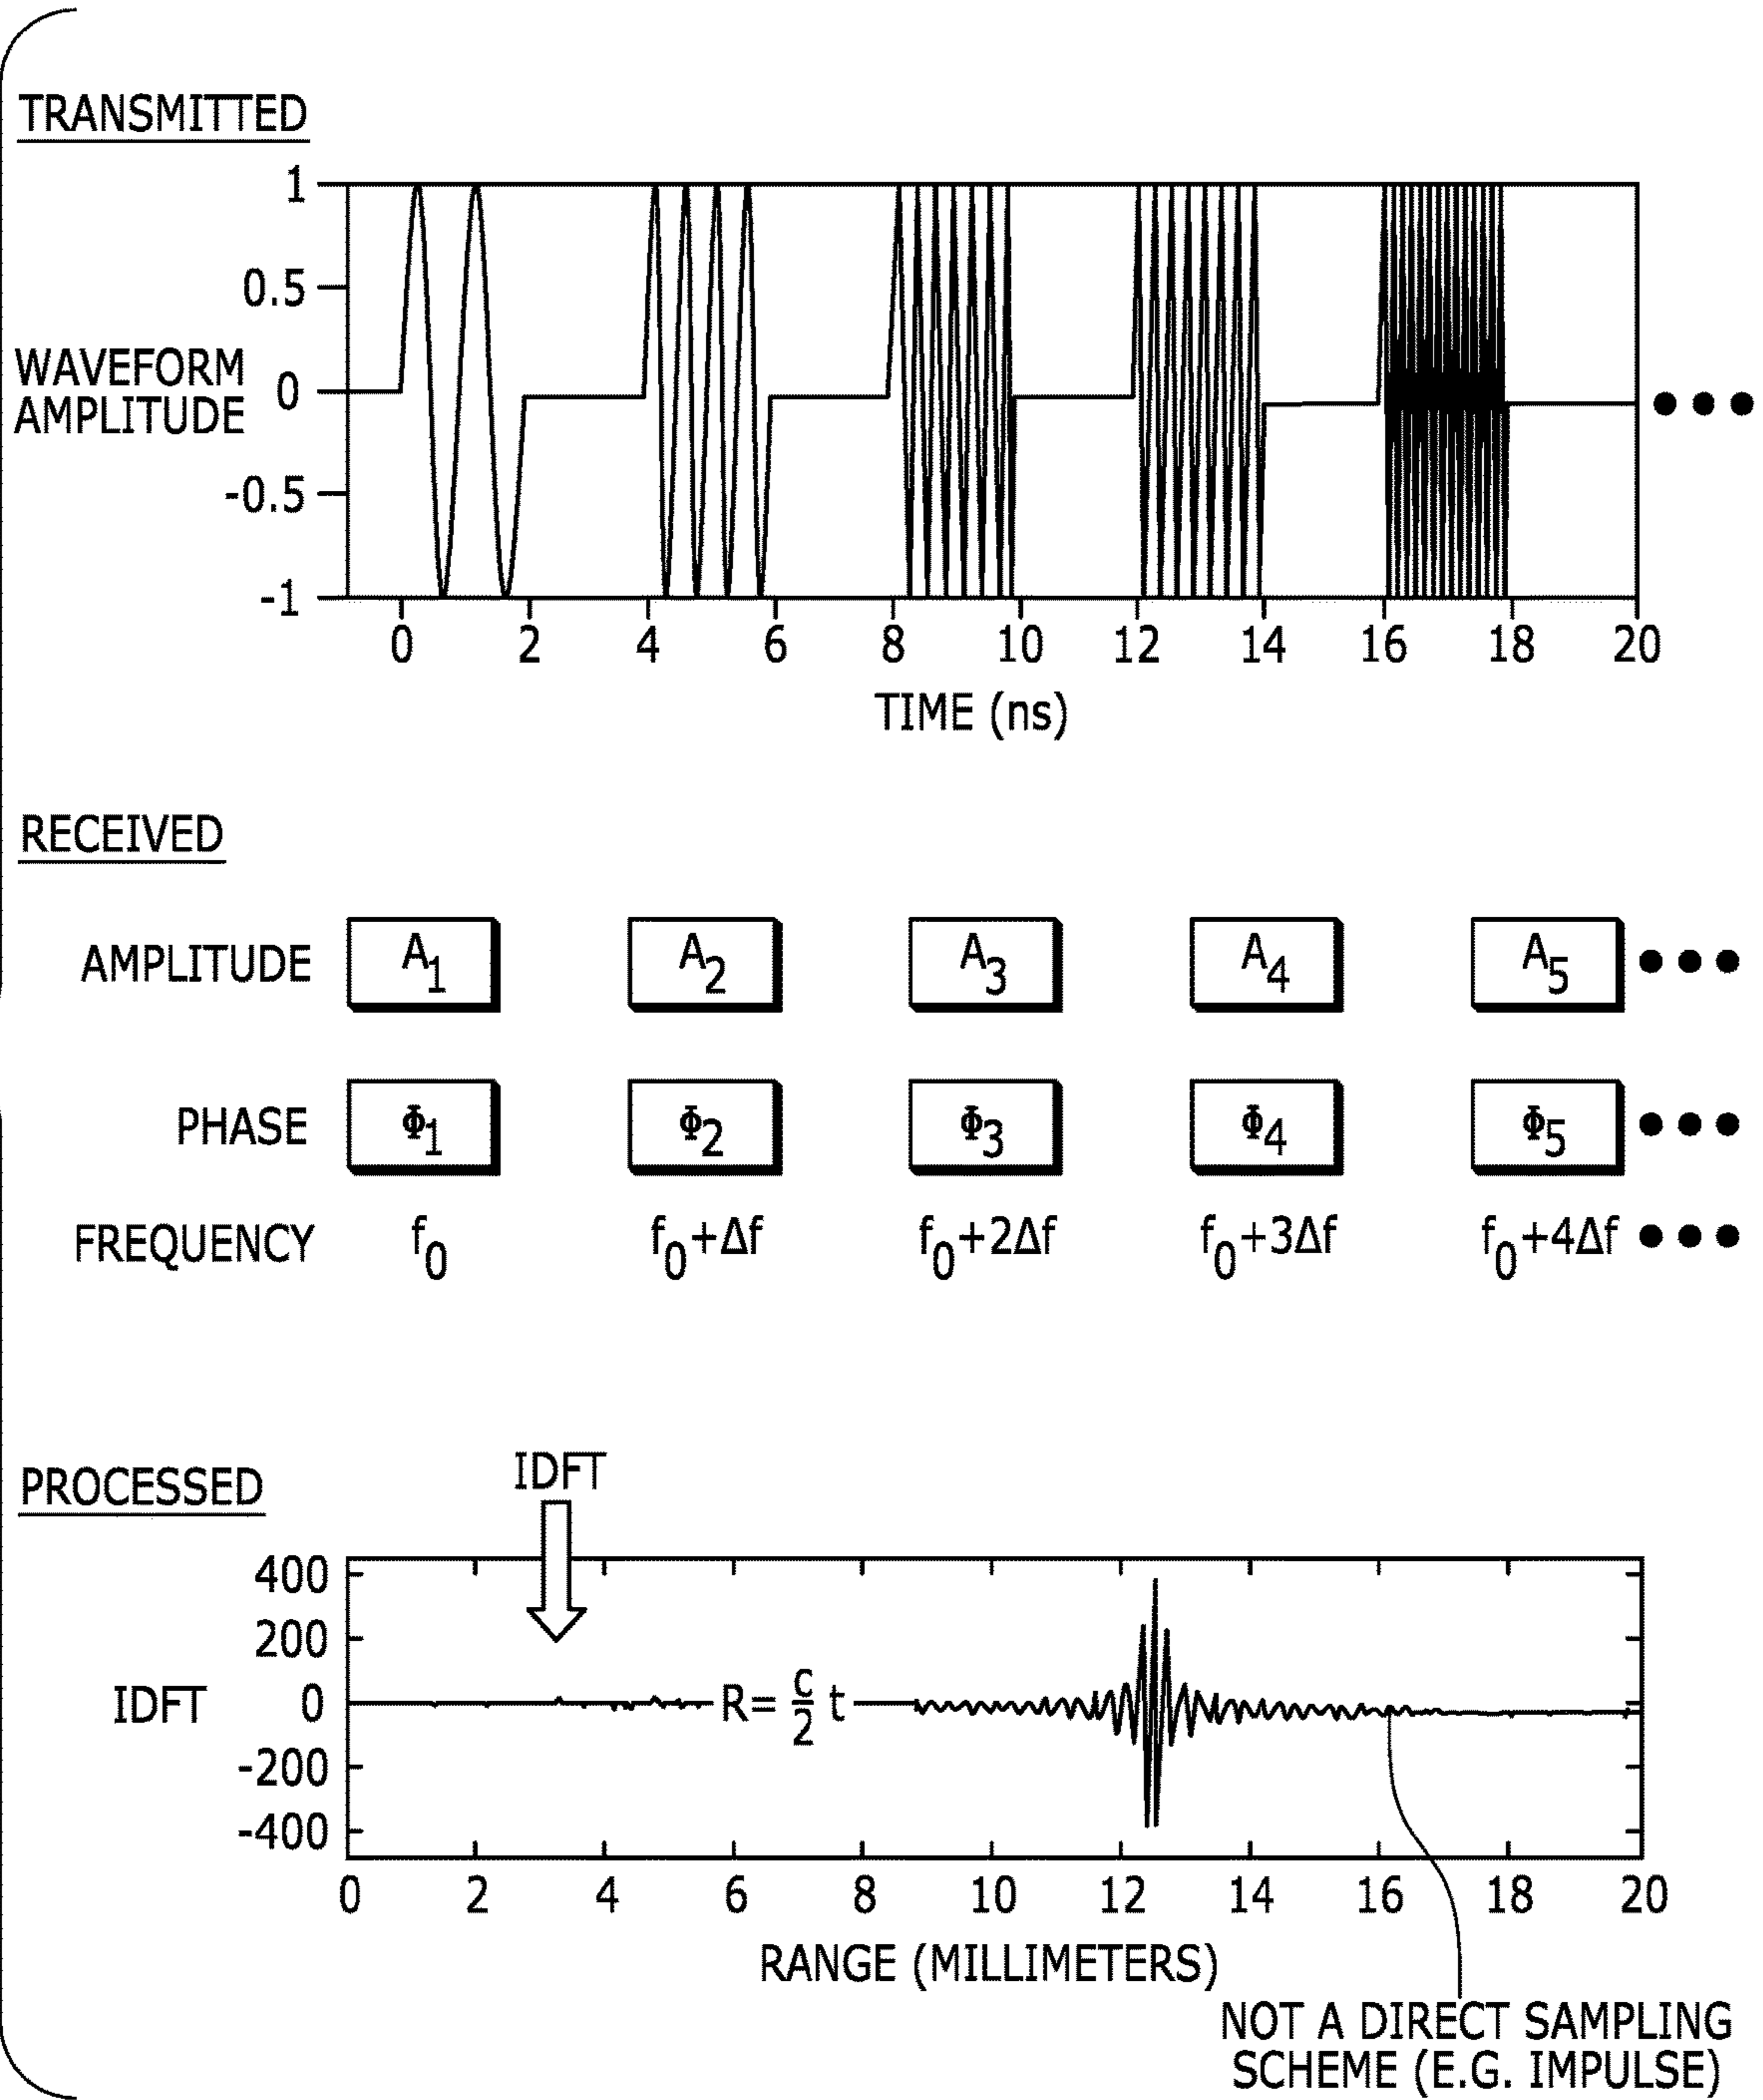 TRANSMITTED
1
0.5
WAVEFORM
AMPLITUDE
0
-0.5
-1
0 2 4 6 8 10 12 14 16 18 20
TIME (ns)
RECEIVED
AMPLITUDE A1 A2 A3 A4 A5
PHASE Φ1 Φ2 Φ3 Φ4 Φ5
FREQUENCY f0 f0+Δf f0+2Δf f0+3Δf f0+4Δf
PROCESSED
IDFT
400
200
IDFT 0 R= c/2 t
-200
-400
0 2 4 6 8 10 12 14 16 18 20
RANGE (MILLIMETERS)
NOT A DIRECT SAMPLING
SCHEME (E.G. IMPULSE)